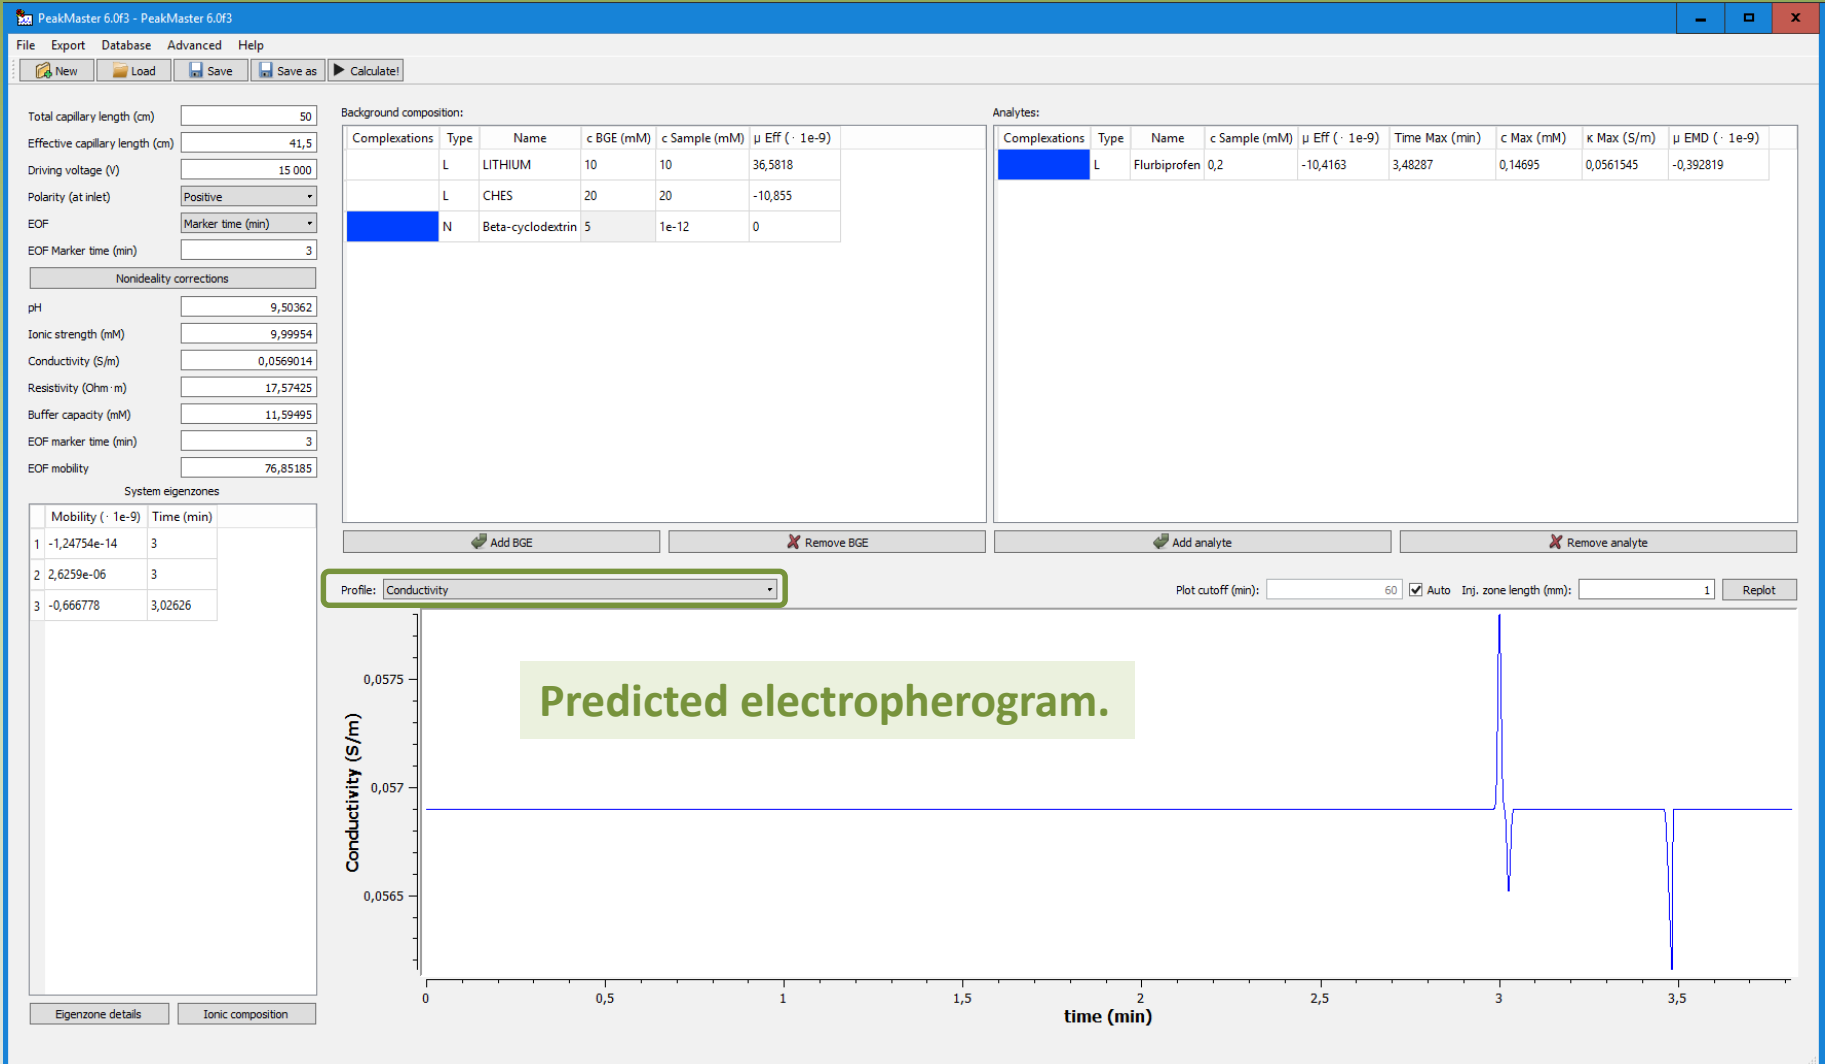 PeakMaster 6.0f3 - PeakMaster 6.0f3
File Export Database Advanced Help
New Load Save Save as Calculate!
Total capillary length (cm) 50
Effective capillary length (cm) 41,5
Driving voltage (V) 15 000
Polarity (at inlet) Positive
EOF Marker time (min)
EOF Marker time (min) 3
Nonideality corrections
pH 9,50362
Ionic strength (mM) 9,99954
Conductivity (S/m) 0,0569014
Resistivity (Ohm·m) 17,57425
Buffer capacity (mM) 11,59495
EOF marker time (min) 3
EOF mobility 76,85185
System eigenzones
Mobility (· 1e-9) Time (min)
1 -1,24754e-14 3
2 2,6259e-06 3
3 -0,666778 3,02626
Eigenzone details Ionic composition
Background composition:
Complexations Type Name c BGE (mM) c Sample (mM) μ Eff (· 1e-9)
L LITHIUM 10 10 36,5818
L CHES 20 20 -10,855
N Beta-cyclodextrin 5 1e-12 0
Add BGE Remove BGE
Analytes:
Complexations Type Name c Sample (mM) μ Eff (· 1e-9) Time Max (min) c Max (mM) κ Max (S/m) μ EMD (· 1e-9)
L Flurbiprofen 0,2 -10,4163 3,48287 0,14695 0,0561545 -0,392819
Add analyte Remove analyte
Profile: Conductivity
Plot cutoff (min): 60 Auto Inj. zone length (mm): 1 Replot
Predicted electropherogram.
Conductivity (S/m)
0,0575
0,057
0,0565
0 0,5 1 1,5 2 2,5 3 3,5
time (min)